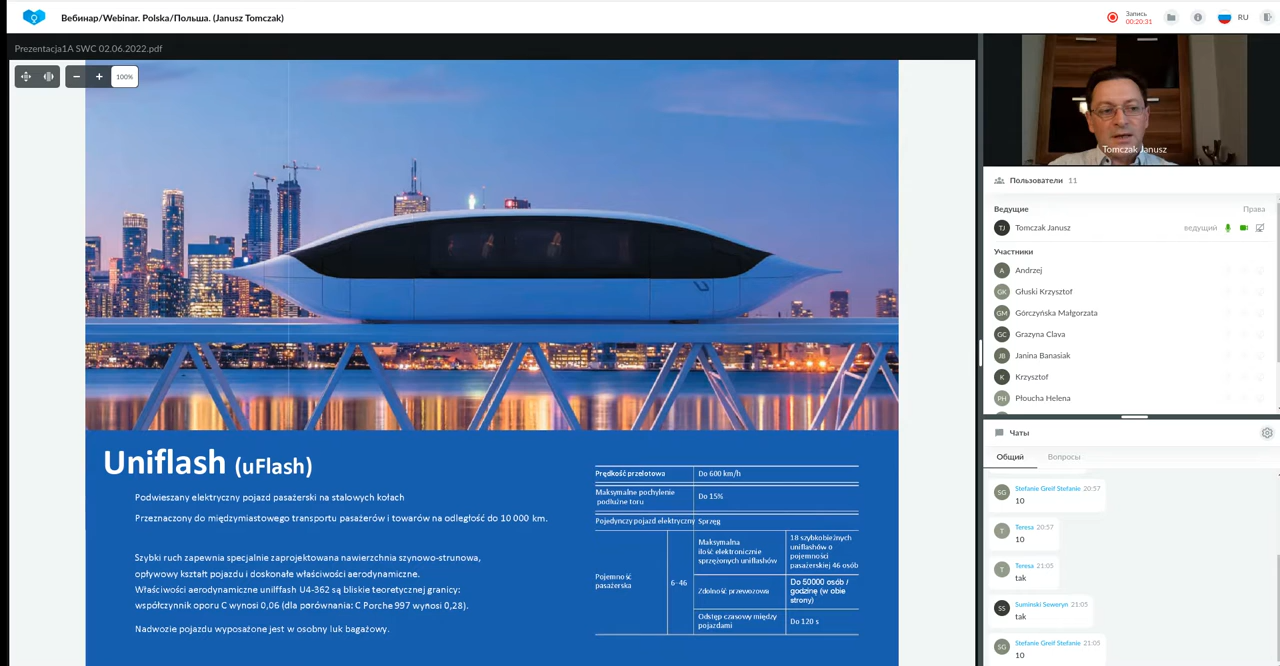 Вебинар/Webinar. Polska/Польша. (Janusz Tomczak)
Запись
00:20:31
RU
Prezentacja1A SWC 02.06.2022.pdf
100%
Tomczak Janusz
Пользователи 11
Ведущие Права
TJ Tomczak Janusz ведущий
Участники
A Andrzej
GK Głuski Krzysztof
GM Górczyńska Małgorzata
GC Grazyna Clava
JB Janina Banasiak
K Krzysztof
PH Płoucha Helena
Чаты
Общий Вопросы
SG Stefanie Greif Stefanie 20:57
10
T Teresa 20:57
10
T Teresa 21:05
tak
SS Suminski Seweryn 21:05
tak
SG Stefanie Greif Stefanie 21:05
10
Uniflash (uFlash)
Podwieszany elektryczny pojazd pasażerski na stalowych kołach
Przeznaczony do międzymiastowego transportu pasażerów i towarów na odległość do 10 000 km.
Szybki ruch zapewnia specjalnie zaprojektowana nawierzchnia szynowo-strunowa,
opływowy kształt pojazdu i doskonałe właściwości aerodynamiczne.
Właściwości aerodynamiczne unilffash U4-362 są bliskie teoretycznej granicy:
współczynnik oporu C wynosi 0,06 (dla porównania: C Porche 997 wynosi 0,28).
Nadwozie pojazdu wyposażone jest w osobny luk bagażowy.
Prędkość przelotowa Do 600 km/h
Maksymalne pochylenie
podłużne toru
Do 15%
Pojedynczy pojazd elektryczny Sprzęg
Pojemność
pasażerska
6-46
Maksymalna
ilość elektronicznie
sprzężonych uniflashów
18 szybkobieżnych
uniflashów o
pojemności
pasażerskiej 46 osób
Zdolność przewozowa
Do 50000 osób /
godzinę (w obie
strony)
Odstęp czasowy między
pojazdami
Do 120 s